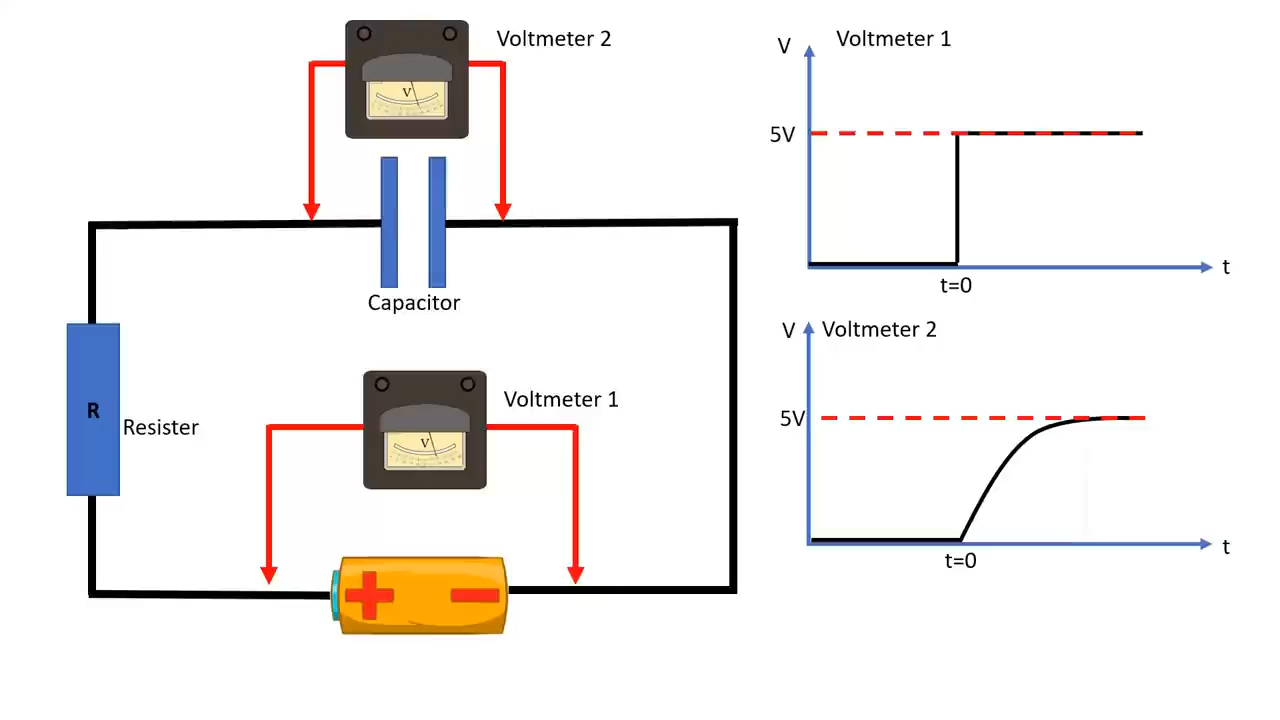 Voltmeter 2
V
Capacitor
R
Resister
Voltmeter 1
V
V
Voltmeter 1
5V
t
t=0
V
Voltmeter 2
5V
t
t=0